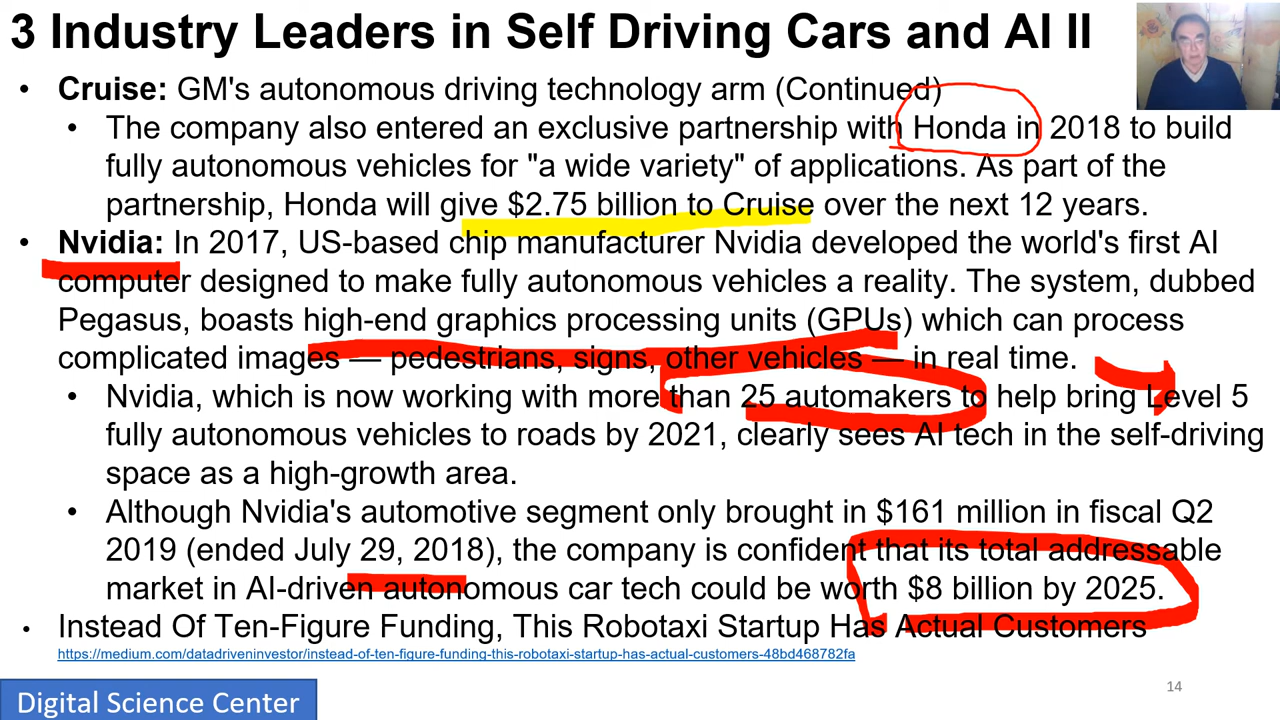 3 Industry Leaders in Self Driving Cars and AI II
• Cruise: GM's autonomous driving technology arm (Continued)
• The company also entered an exclusive partnership with Honda in 2018 to build
fully autonomous vehicles for "a wide variety" of applications. As part of the
partnership, Honda will give $2.75 billion to Cruise over the next 12 years.
• Nvidia: In 2017, US-based chip manufacturer Nvidia developed the world's first AI
computer designed to make fully autonomous vehicles a reality. The system, dubbed
Pegasus, boasts high-end graphics processing units (GPUs) which can process
complicated images — pedestrians, signs, other vehicles — in real time.
• Nvidia, which is now working with more than 25 automakers to help bring Level 5
fully autonomous vehicles to roads by 2021, clearly sees AI tech in the self-driving
space as a high-growth area.
• Although Nvidia's automotive segment only brought in $161 million in fiscal Q2
2019 (ended July 29, 2018), the company is confident that its total addressable
market in AI-driven autonomous car tech could be worth $8 billion by 2025.
• Instead Of Ten-Figure Funding, This Robotaxi Startup Has Actual Customers
https://medium.com/datadriveninvestor/instead-of-ten-figure-funding-this-robotaxi-startup-has-actual-customers-48bd468782fa
14
Digital Science Center